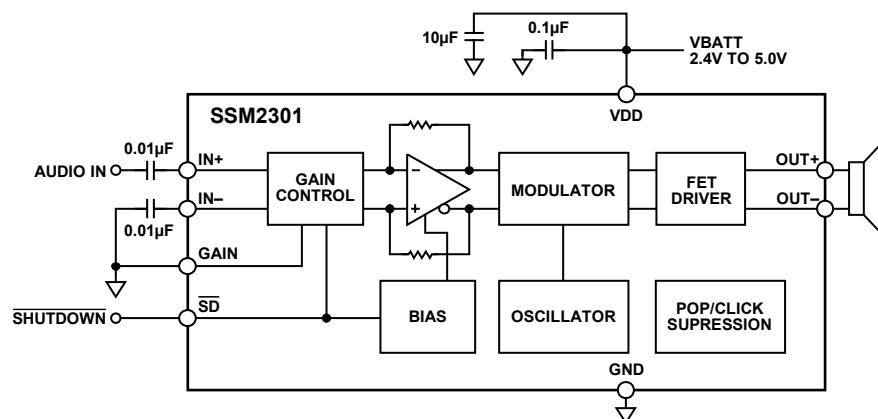 10µF
0.1µF
VBATT
2.4V TO 5.0V
VDD
SSM2301
0.01µF
AUDIO IN
IN+
IN–
0.01µF
GAIN
CONTROL
MODULATOR
FET
DRIVER
OUT+
OUT–
GAIN
SHUTDOWN
SD
BIAS
OSCILLATOR
POP/CLICK
SUPRESSION
GND